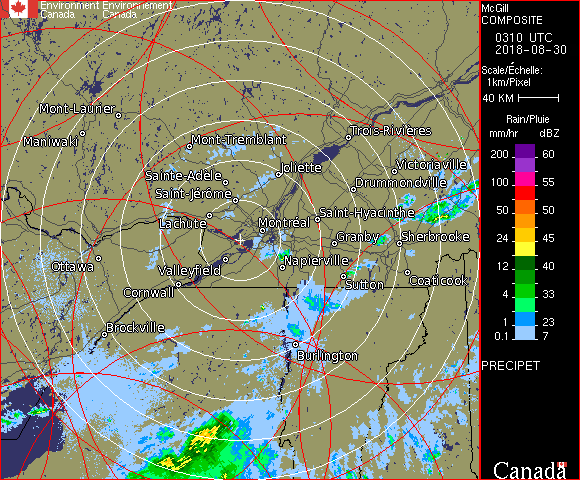 Environment Environnement
Canada Canada
McGill
COMPOSITE
0310 UTC
2018-08-30
Scale/Échelle:
1km/Pixel
40 KM
Rain/Pluie
mm/hr dBZ
200 60
100 55
50 50
24 45
12 40
4 33
1 23
0.1 7
PRECIPET
Canada
Mont-Laurier
Maniwaki
Mont-Tremblant
Trois-Rivières
Joliette
Victoriaville
Sainte-Adèle
Drummondville
Saint-Jérôme
Lachute
Montréal
Saint-Hyacinthe
Granby
Sherbrooke
Ottawa
Valleyfield
Napierville
Cornwall
Sutton
Coaticook
Brockville
Burlington